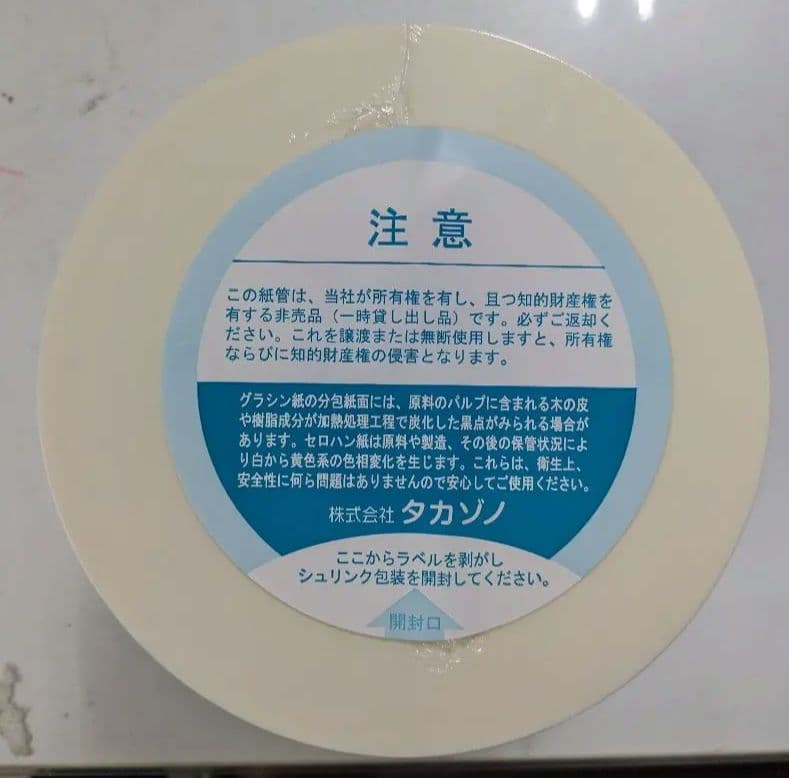 注意
この紙管は、当社が所有権を有し、且つ知的財産権を
有する非売品（一時貸し出し品）です。必ずご返却く
ださい。これを譲渡または無断使用しますと、所有権
ならびに知的財産権の侵害となります。
グラシン紙の分包紙面には、原料のパルプに含まれる木の皮
や樹脂成分が加熱処理工程で炭化した黒点がみられる場合が
あります。セロハン紙は原料や製造、その後の保管状況によ
り白から黄色系の色相変化を生じます。これらは、衛生上、
安全性に何ら問題はありませんので安心してご使用ください。
株式会社 タカゾノ
ここからラベルを剥がし
シュリンク包装を開封してください。
開封口